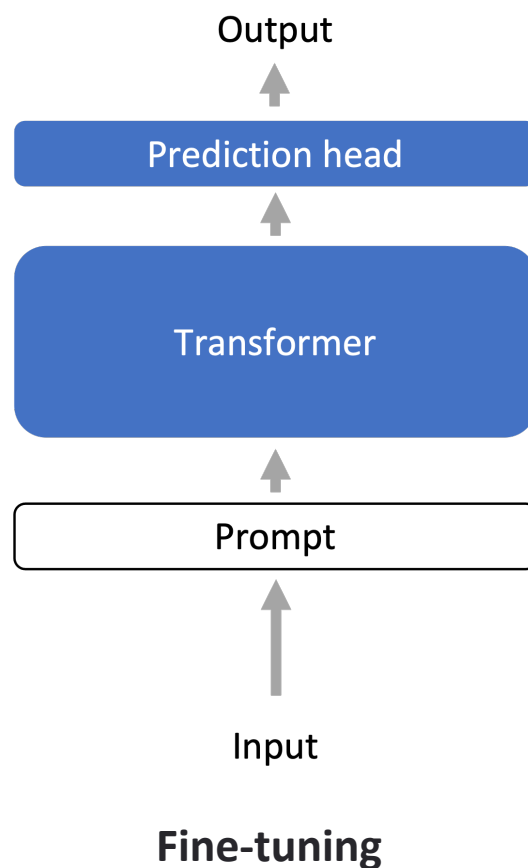 Output
Prediction head
Transformer
Prompt
Input
Fine-tuning